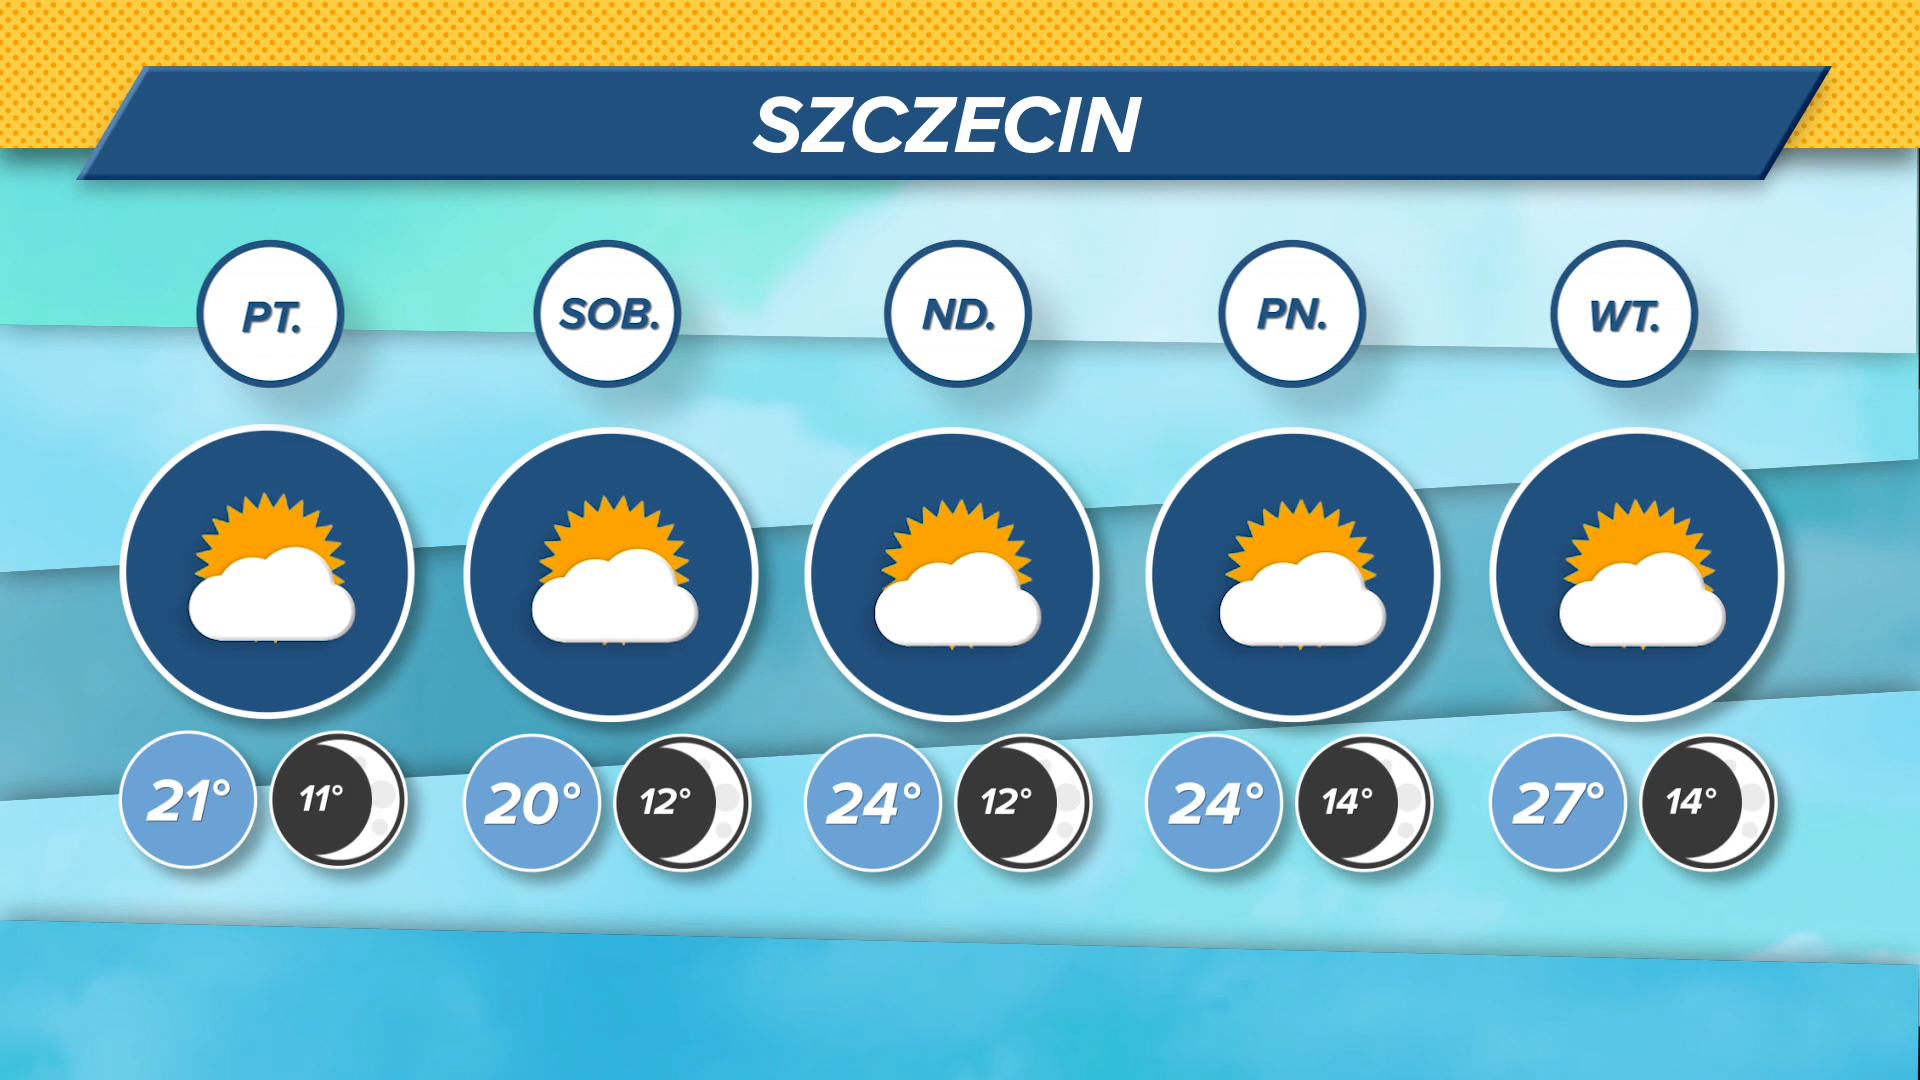 SZCZECIN
PT. SOB. ND. PN. WT.
21° 11° 20° 12° 24° 12° 24° 14° 27° 14°